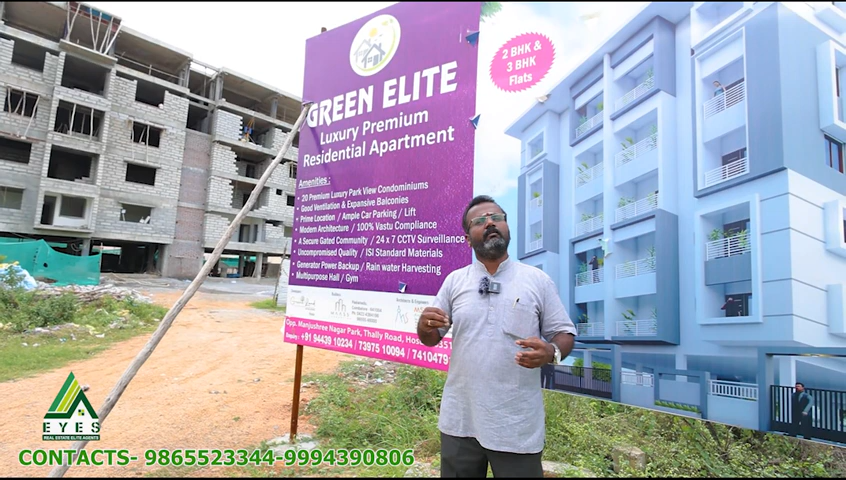 GREEN ELITE
Luxury Premium
Residential Apartment
Amenities :
• 20 Premium Luxury Park View Condominiums
• Good Ventilation & Expansive Balconies
• Prime Location / Ample Car Parking / Lift
• Modern Architecture / 100% Vastu Compliance
• A Secure Gated Community / 24 x 7 CCTV Surveillance
• Uncompromised Quality / ISI Standard Materials
• Generator Power Backup / Rain water Harvesting
• Multipurpose Hall / Gym
Opp. Manjushree Nagar Park, Thally Road,
+91 94439 10234 / 73975 10094 /
2 BHK &
3 BHK
Flats
EYES
REAL ESTATE ELITE AGENTS
CONTACTS- 9865523344-9994390806